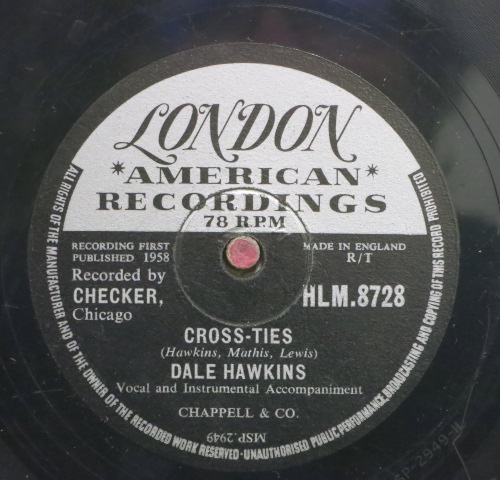 LONDON
*AMERICAN*
RECORDINGS
78 RPM
RECORDING FIRST
PUBLISHED 1958
MADE IN ENGLAND
R/T
Recorded by
CHECKER,
Chicago
HLM.8728
CROSS-TIES
(Hawkins, Mathis, Lewis)
DALE HAWKINS
Vocal and Instrumental Accompaniment
CHAPPELL & CO.
MSP.2949
ALL RIGHTS OF THE MANUFACTURER AND OF THE OWNER OF THE RECORDED WORK RESERVED·UNAUTHORISED PUBLIC PERFORMANCE BROADCASTING AND COPYING OF THIS RECORD PROHIBITED